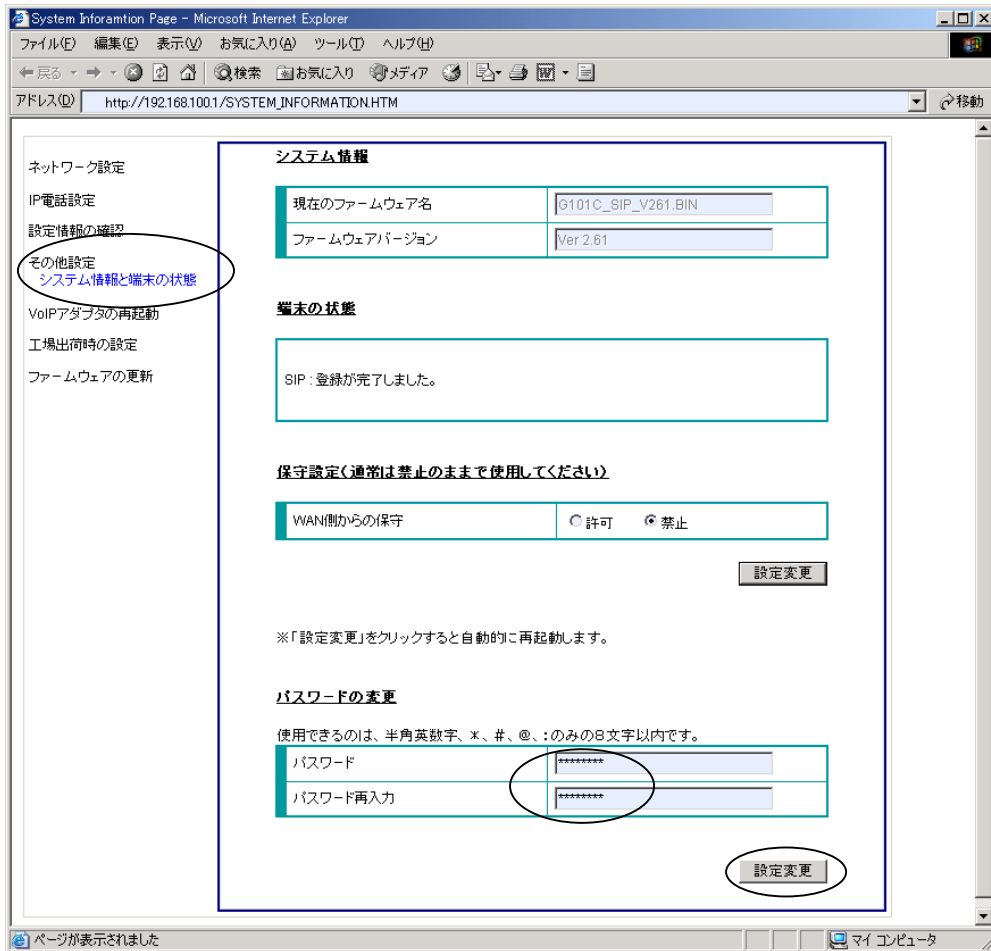 System Inforamtion Page - Microsoft Internet Explorer
ファイル(F) 編集(E) 表示(V) お気に入り(A) ツール(T) ヘルプ(H)
戻る 検索 お気に入り メディア
アドレス(D) http://192.168.100.1/SYSTEM_INFORMATION.HTM 移動
ネットワーク設定
IP電話設定
設定情報の確認
その他設定
システム情報と端末の状態
VoIPアダプタの再起動
工場出荷時の設定
ファームウェアの更新
システム情報
現在のファームウェア名 G101C_SIP_V261.BIN
ファームウェアバージョン Ver 2.61
端末の状態
SIP : 登録が完了しました。
保守設定(通常は禁止のままで使用してください)
WAN側からの保守 許可 禁止
設定変更
※「設定変更」をクリックすると自動的に再起動します。
パスワードの変更
使用できるのは、半角英数字、*、#、@、:のみの8文字以内です。
パスワード ********
パスワード再入力 ********
設定変更
ページが表示されました マイ コンピュータ